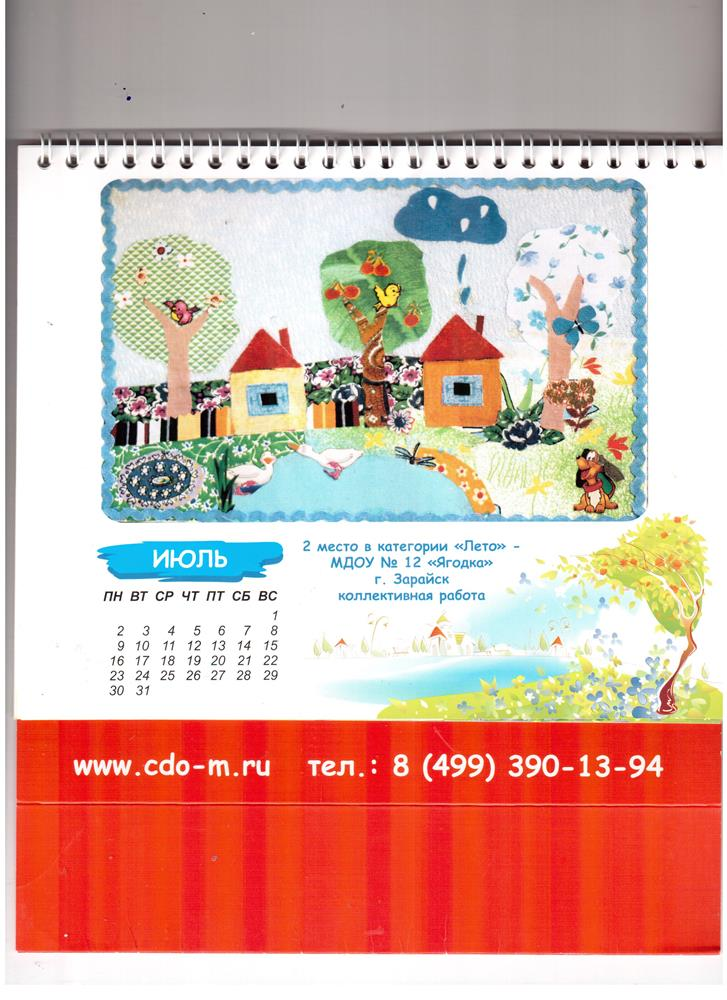 ИЮЛЬ
ПН ВТ СР ЧТ ПТ СБ ВС
1
2 3 4 5 6 7 8
9 10 11 12 13 14 15
16 17 18 19 20 21 22
23 24 25 26 27 28 29
30 31
2 место в категории «Лето» -
МДОУ № 12 «Ягодка»
г. Зарайск
коллективная работа
www.cdo-m.ru тел.: 8 (499) 390-13-94